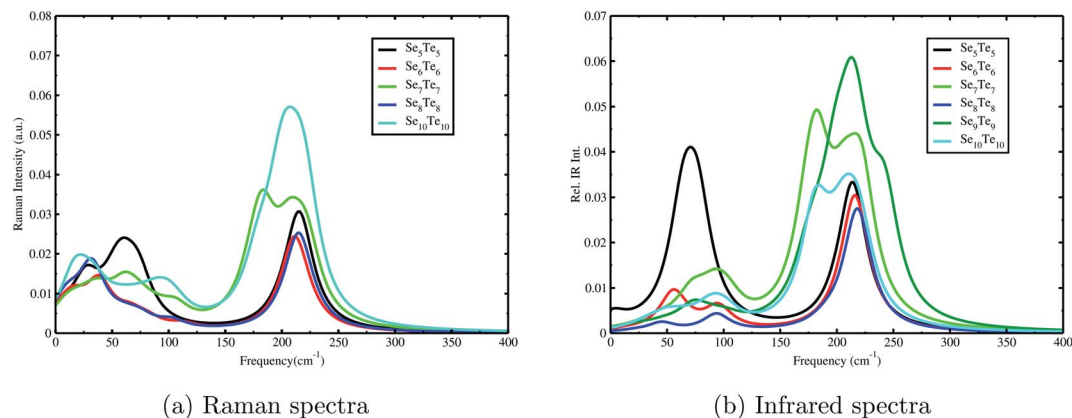 0.08
0.07
0.06
0.05
0.04
0.03
0.02
0.01
0
Raman Intensity (a.u.)
Se5Te5
Se6Te6
Se7Te7
Se8Te8
Se10Te10
0 50 100 150 200 250 300 350 400
Frequency(cm-1)
(a) Raman spectra
0.07
0.06
0.05
0.04
0.03
0.02
0.01
0
Rel. IR Int.
Se5Te5
Se6Te6
Se7Te7
Se8Te8
Se9Te9
Se10Te10
0 50 100 150 200 250 300 350 400
Frequency (cm-1)
(b) Infrared spectra